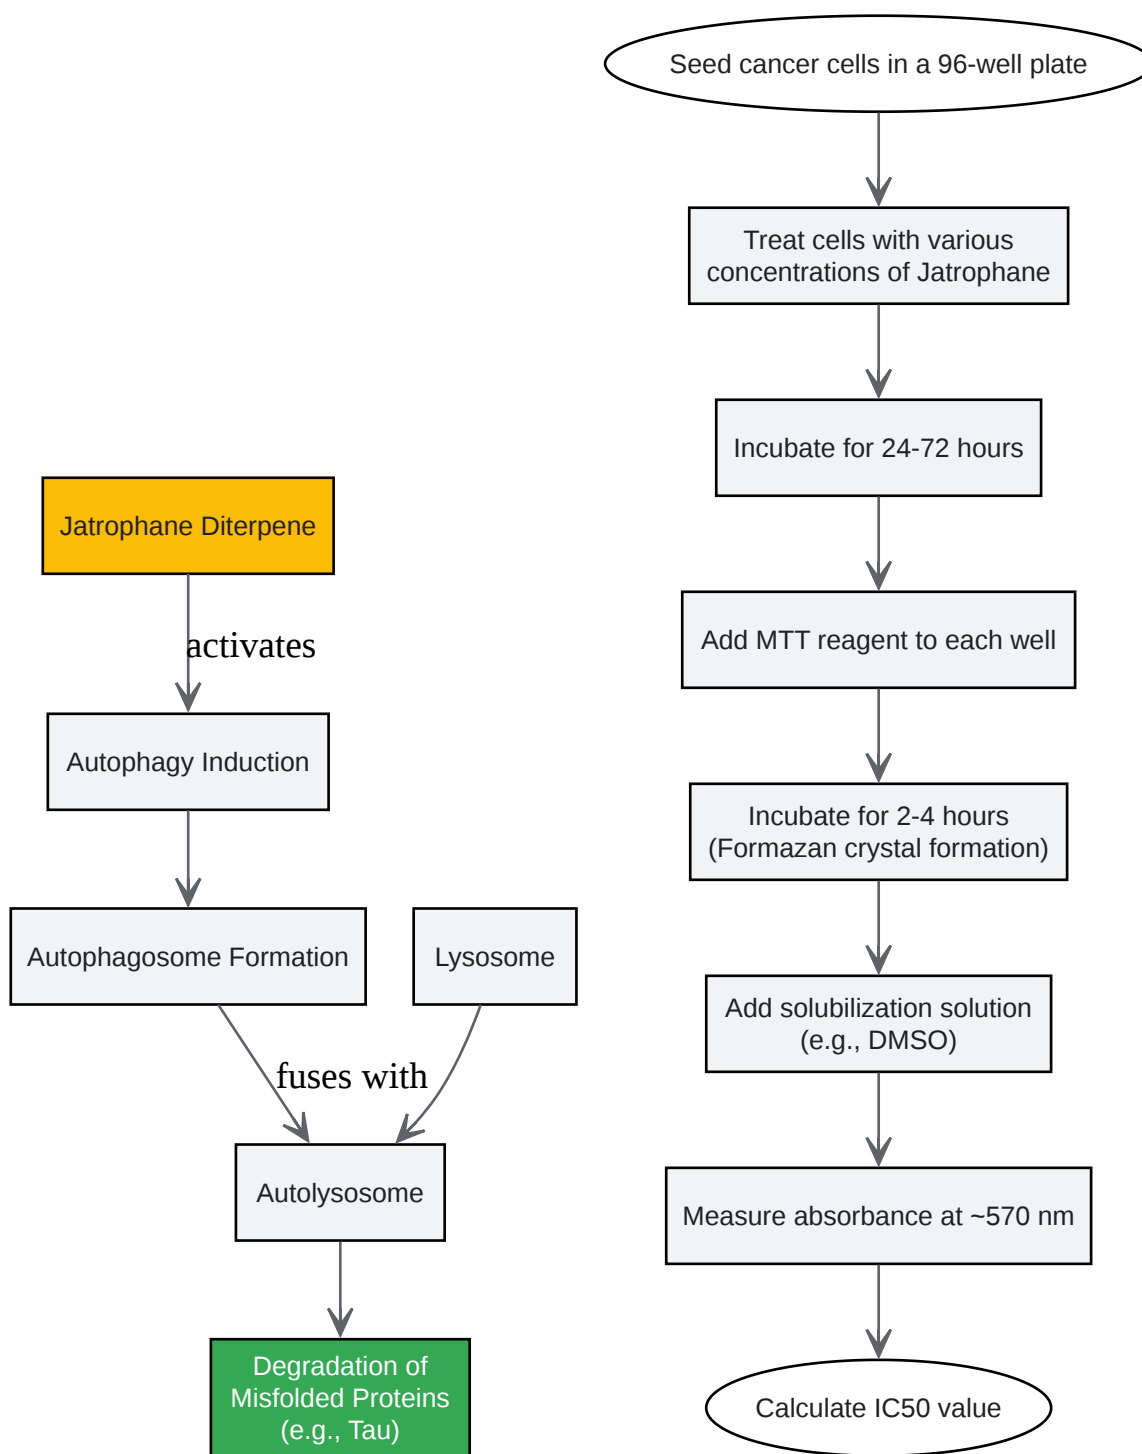 Jatrophane Diterpene
activates
Autophagy Induction
Autophagosome Formation
Lysosome
fuses with
Autolysosome
Degradation of
Misfolded Proteins
(e.g., Tau)
Seed cancer cells in a 96-well plate
Treat cells with various
concentrations of Jatrophane
Incubate for 24-72 hours
Add MTT reagent to each well
Incubate for 2-4 hours
(Formazan crystal formation)
Add solubilization solution
(e.g., DMSO)
Measure absorbance at ~570 nm
Calculate IC50 value